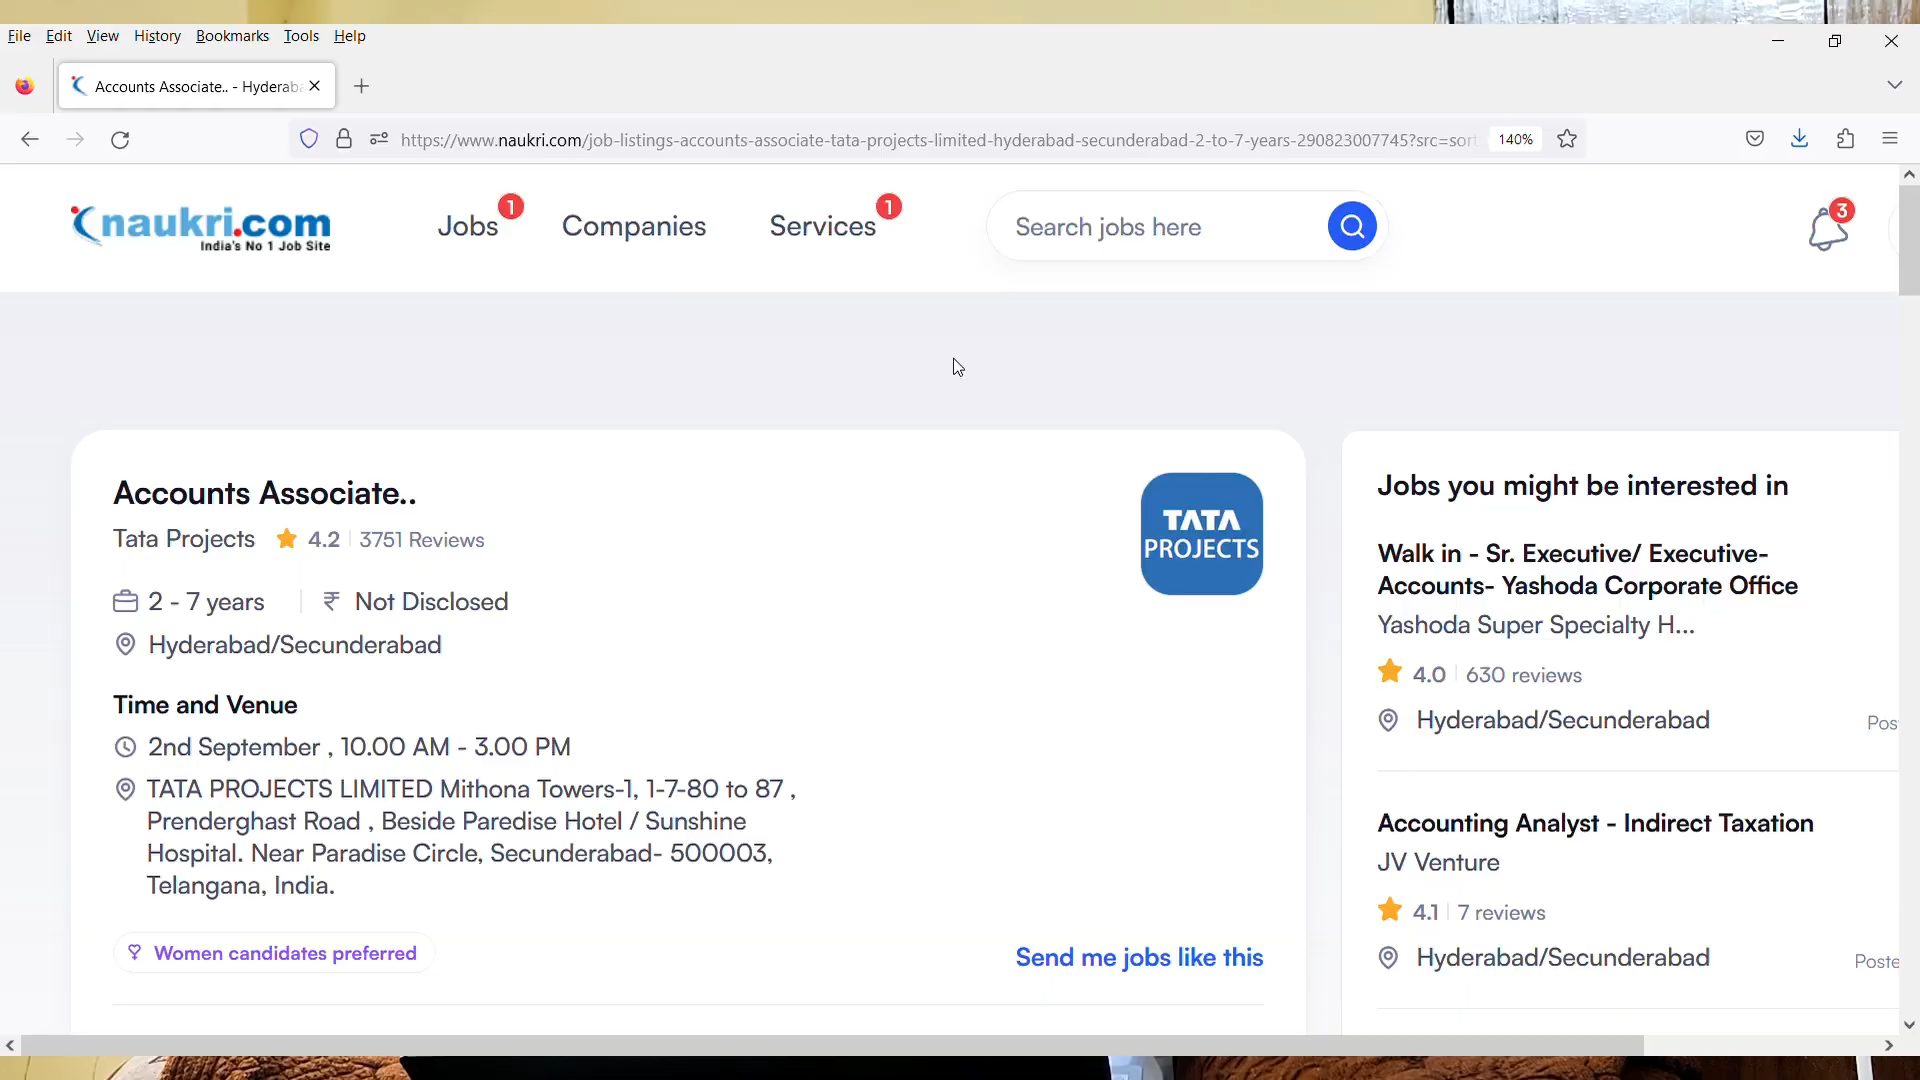 File Edit View History Bookmarks Tools Help
Accounts Associate.. - Hyderaba
https://www.naukri.com/job-listings-accounts-associate-tata-projects-limited-hyderabad-secunderabad-2-to-7-years-290823007745?src=sort 140%
naukri.com
India's No 1 Job Site
Jobs 1 Companies Services 1 Search jobs here 3
Accounts Associate..
Tata Projects 4.2 3751 Reviews
2 - 7 years ₹ Not Disclosed
Hyderabad/Secunderabad
Time and Venue
2nd September , 10.00 AM - 3.00 PM
TATA PROJECTS LIMITED Mithona Towers-1, 1-7-80 to 87 ,
Prenderghast Road , Beside Paredise Hotel / Sunshine
Hospital. Near Paradise Circle, Secunderabad- 500003,
Telangana, India.
Women candidates preferred
Send me jobs like this
TATA
PROJECTS
Jobs you might be interested in
Walk in - Sr. Executive/ Executive-
Accounts- Yashoda Corporate Office
Yashoda Super Specialty H...
4.0 630 reviews
Hyderabad/Secunderabad Pos
Accounting Analyst - Indirect Taxation
JV Venture
4.1 7 reviews
Hyderabad/Secunderabad Poste